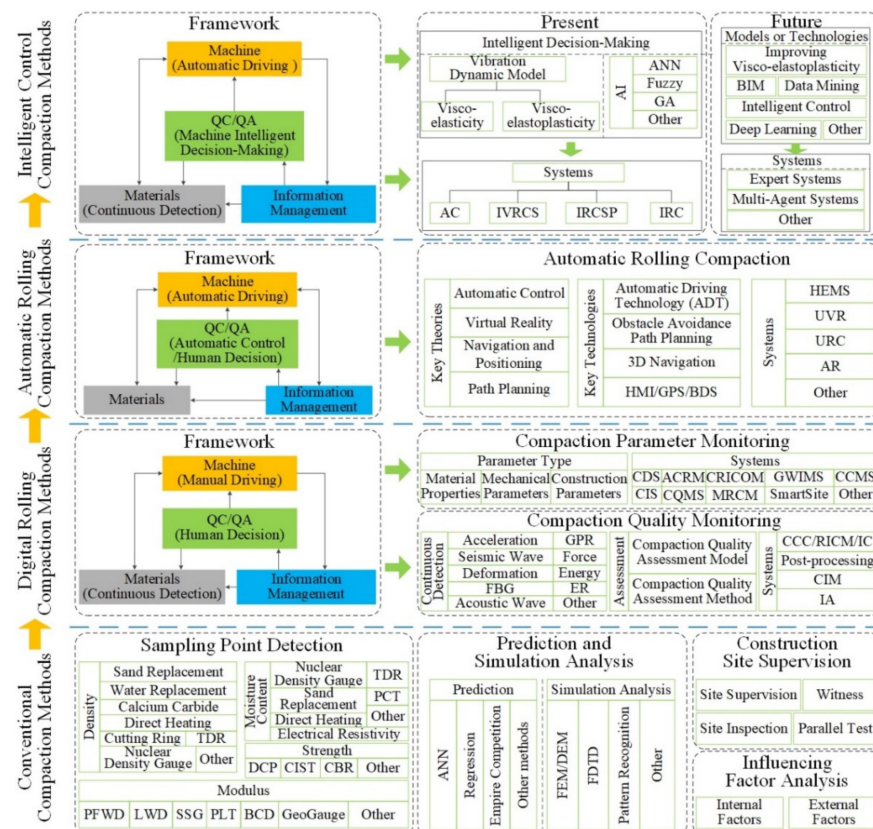 Intelligent Control
Compaction Methods
Framework
Machine
(Automatic Driving )
QC/QA
(Machine Intelligent
Decision-Making)
Materials
(Continuous Detection)
Information
Management
Present
Intelligent Decision-Making
Vibration
Dynamic Model
Visco-
elasticity
Visco-
elastoplasticity
AI
ANN
Fuzzy
GA
Other
Systems
AC
IVRCS
IRCSP
IRC
Future
Models or Technologies
Improving
Visco-elastoplasticity
BIM
Data Mining
Intelligent Control
Deep Learning
Other
Systems
Expert Systems
Multi-Agent Systems
Other
Automatic Rolling
Compaction Methods
Framework
Machine
(Automatic Driving)
QC/QA
(Automatic Control
/Human Decision)
Materials
Information
Management
Automatic Rolling Compaction
Key Theories
Automatic Control
Virtual Reality
Navigation and
Positioning
Path Planning
Key Technologies
Automatic Driving
Technology (ADT)
Obstacle Avoidance
Path Planning
3D Navigation
HMI/GPS/BDS
Systems
HEMS
UVR
URC
AR
Other
Digital Rolling
Compaction Methods
Framework
Machine
(Manual Driving)
QC/QA
(Human Decision)
Materials
(Continuous Detection)
Information
Management
Compaction Parameter Monitoring
Parameter Type
Material
Properties
Mechanical
Parameters
Construction
Parameters
Systems
CDS ACRM CRICOM GWIMS CCMS
CIS CQMS MRCM SmartSite Other
Compaction Quality Monitoring
Continuous
Detection
Acceleration GPR
Seismic Wave Force
Deformation Energy
FBG ER
Acoustic Wave Other
Assessment
Compaction Quality
Assessment Model
Compaction Quality
Assessment Method
Systems
CCC/RICM/IC
Post-processing
CIM
IA
Conventional
Compaction Methods
Sampling Point Detection
Density
Sand Replacement
Water Replacement
Calcium Carbide
Direct Heating
Cutting Ring
TDR
Nuclear
Density Gauge
Other
Moisture
Content
Nuclear
Density Gauge
TDR
Sand
Replacement
PCT
Direct Heating
Other
Electrical Resistivity
Strength
DCP CIST CBR Other
Modulus
PFWD LWD SSG PLT BCD GeoGauge Other
Prediction and
Simulation Analysis
Prediction
ANN
Regression
Empire Competition
Other methods
Simulation Analysis
FEM/DEM
FDTD
Pattern Recognition
Other
Construction
Site Supervision
Site Supervision
Witness
Site Inspection
Parallel Test
Influencing
Factor Analysis
Internal
Factors
External
Factors